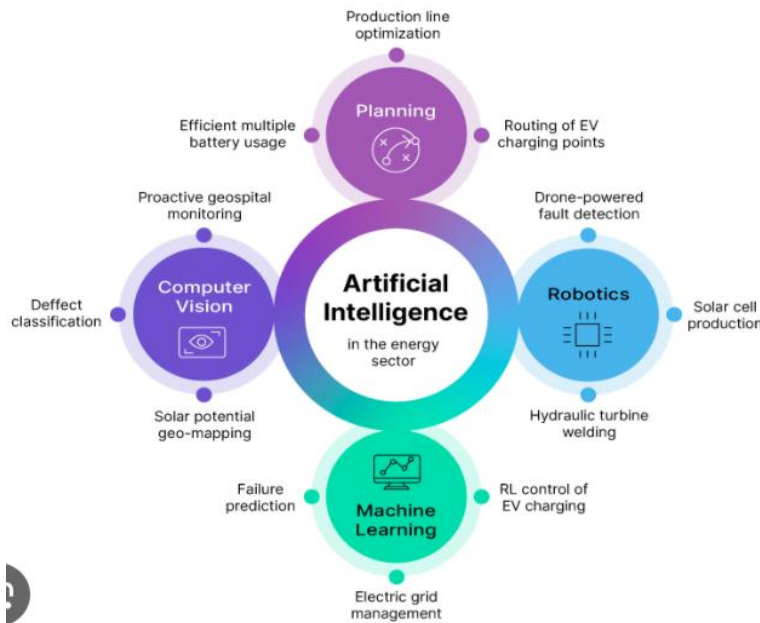 Production line
optimization
Planning
Efficient multiple
battery usage
Routing of EV
charging points
Proactive geospital
monitoring
Drone-powered
fault detection
Computer
Vision
Artificial
Intelligence
in the energy
sector
Robotics
Deffect
classification
Solar cell
production
Solar potential
geo-mapping
Hydraulic turbine
welding
Failure
prediction
Machine
Learning
RL control of
EV charging
Electric grid
management